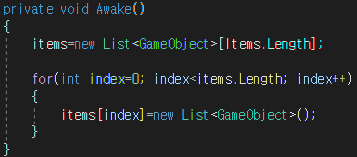 private void Awake()
{
    items=new List<GameObject>[Items.Length];
    for(int index=0; index<items.Length; index++)
    {
        items[index]=new List<GameObject>();
    }
}